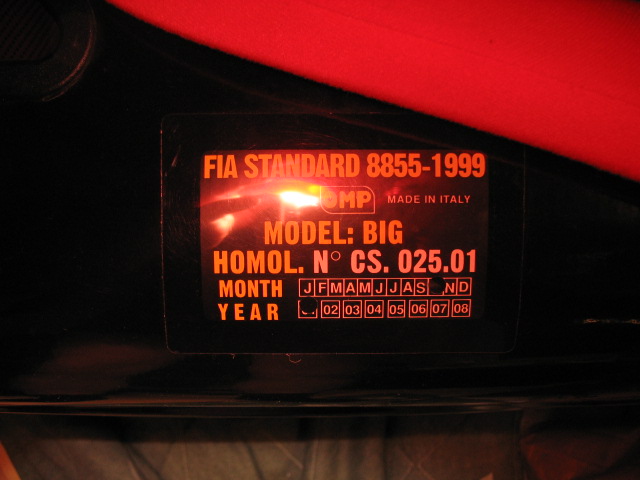 FIA STANDARD 8855-1999
OMP MADE IN ITALY
MODEL: BIG
HOMOL. N° CS. 025.01
MONTH J F M A M J J A S N D
YEAR 02 03 04 05 06 07 08